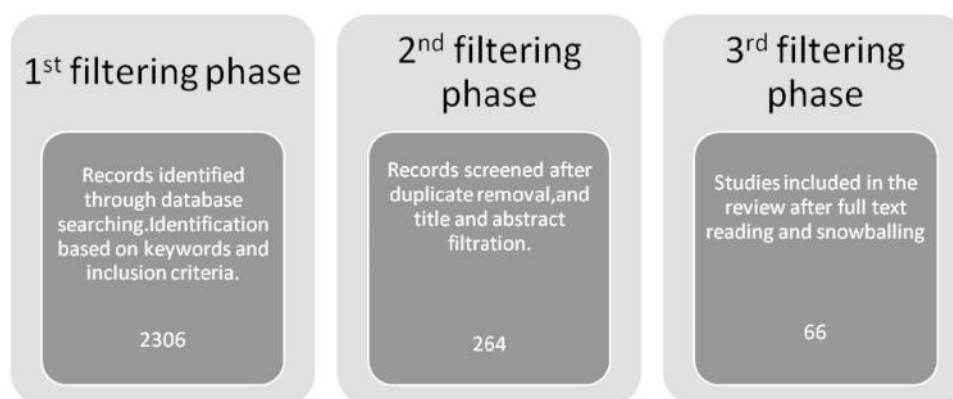 1st filtering phase
Records identified
through database
searching.Identification
based on keywords and
inclusion criteria.
2306
2nd filtering
phase
Records screened after
duplicate removal,and
title and abstract
filtration.
264
3rd filtering
phase
Studies included in the
review after full text
reading and snowballing
66